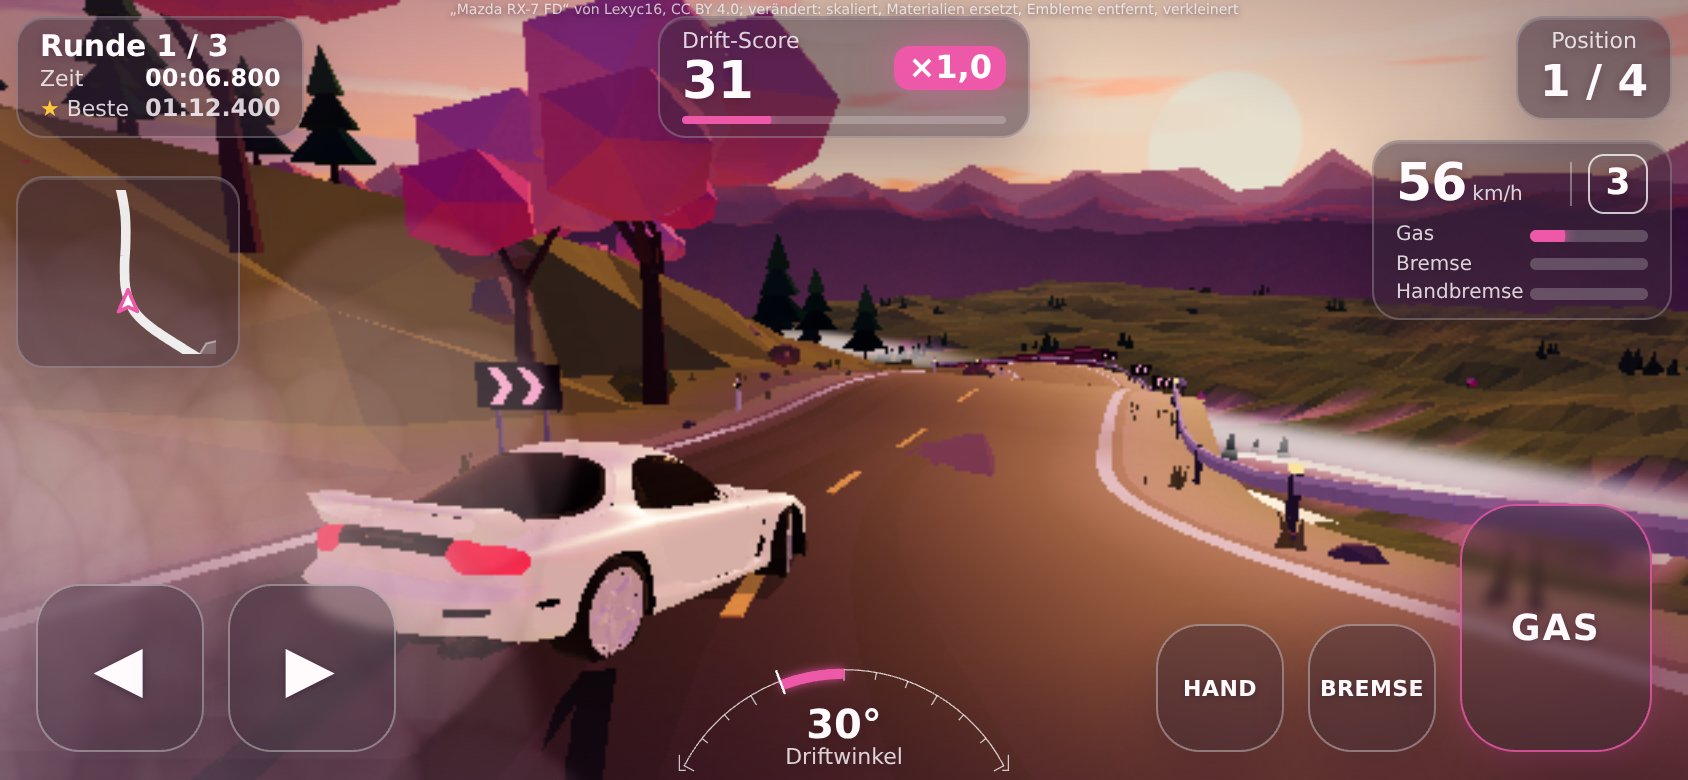 „Mazda RX-7 FD“ von Lexyc16, CC BY 4.0; verändert: skaliert, Materialien ersetzt, Embleme entfernt, verkleinert
Runde 1 / 3
Zeit 00:06.800
★ Beste 01:12.400
Drift-Score
31
×1,0
Position
1 / 4
56 km/h 3
Gas
Bremse
Handbremse
30°
Driftwinkel
HAND
BREMSE
GAS